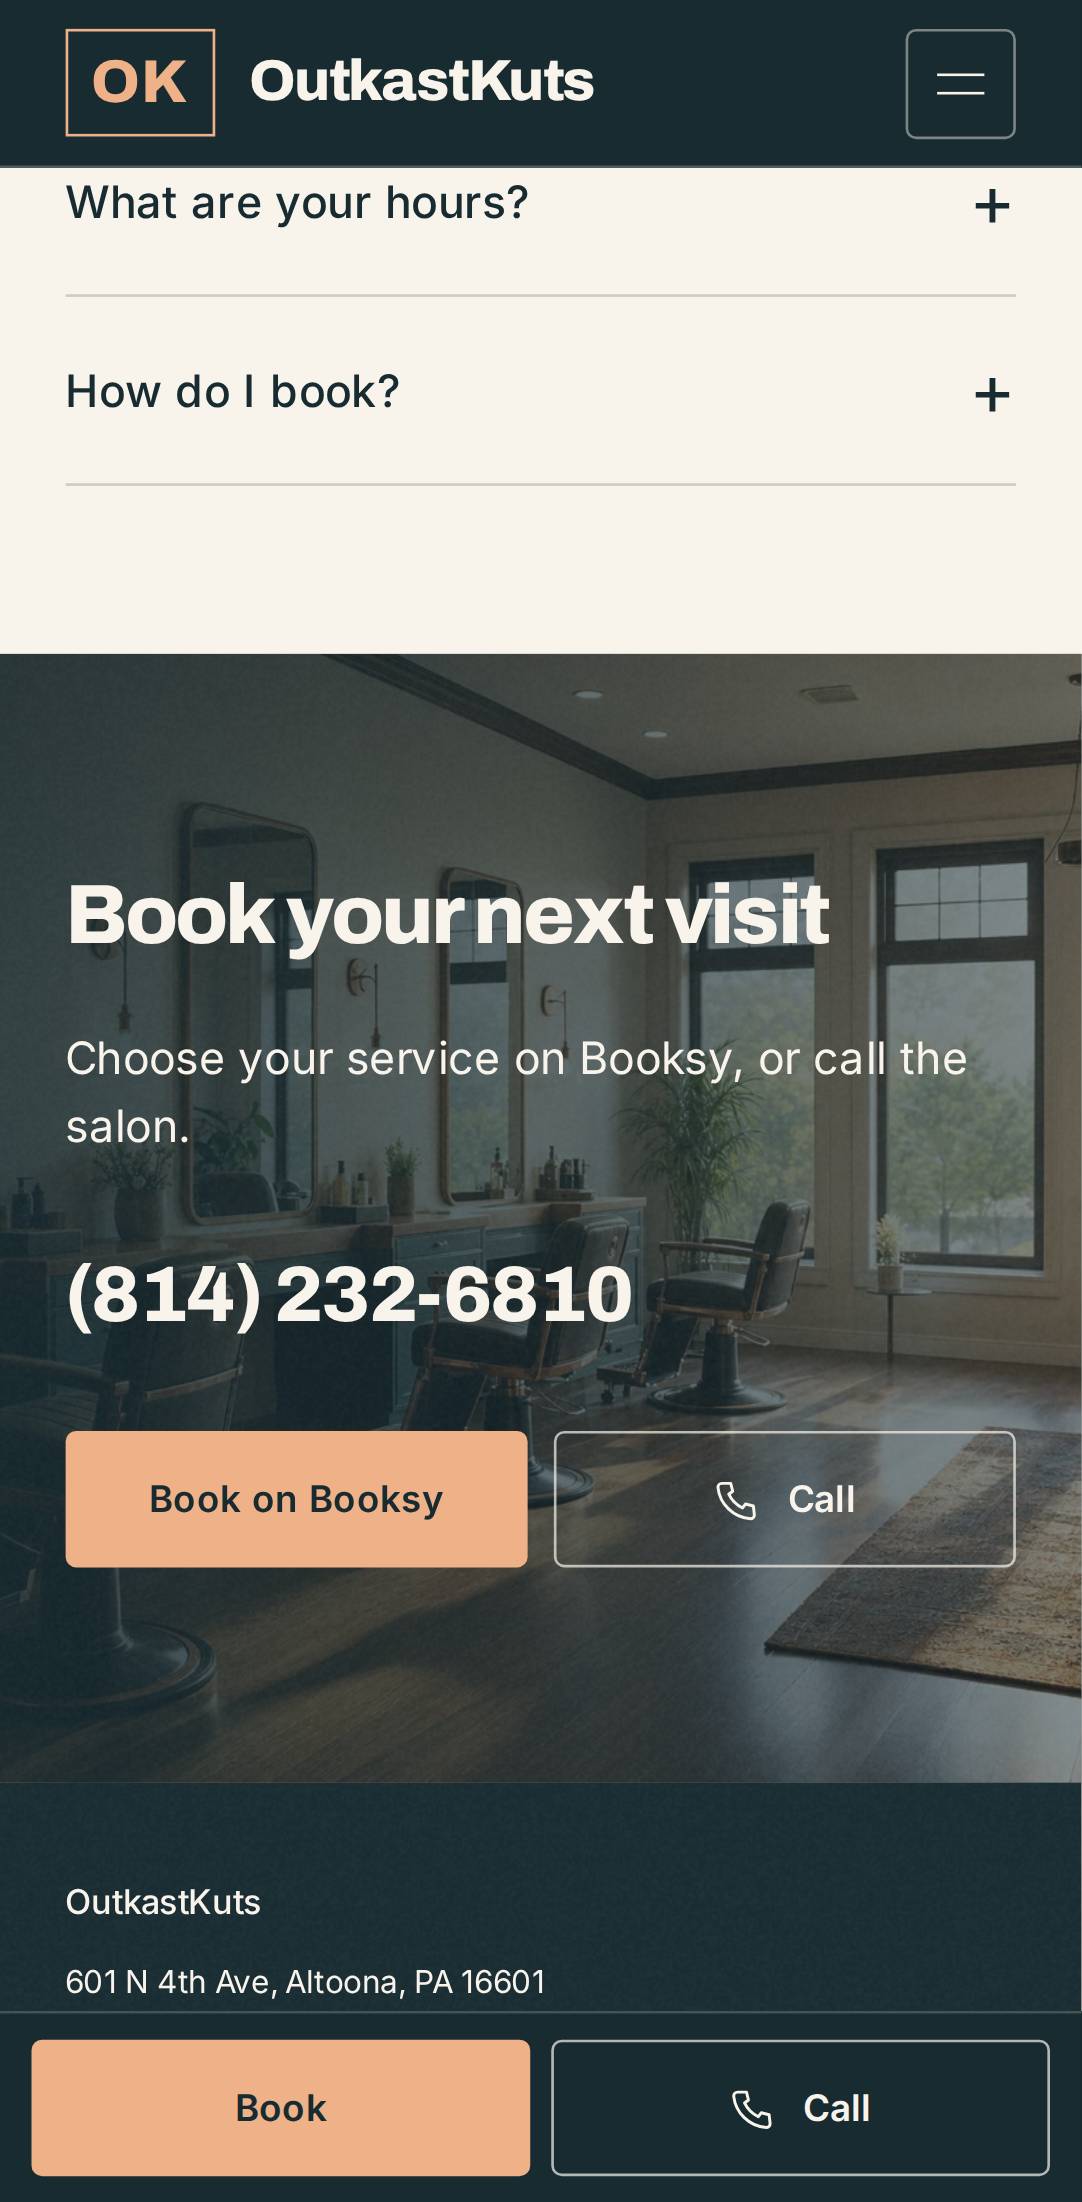 OK
OutkastKuts
What are your hours?
+
How do I book?
+
Book your next visit
Choose your service on Booksy, or call the
salon.
(814) 232-6810
Book on Booksy
Call
OutkastKuts
601 N 4th Ave, Altoona, PA 16601
Book
Call